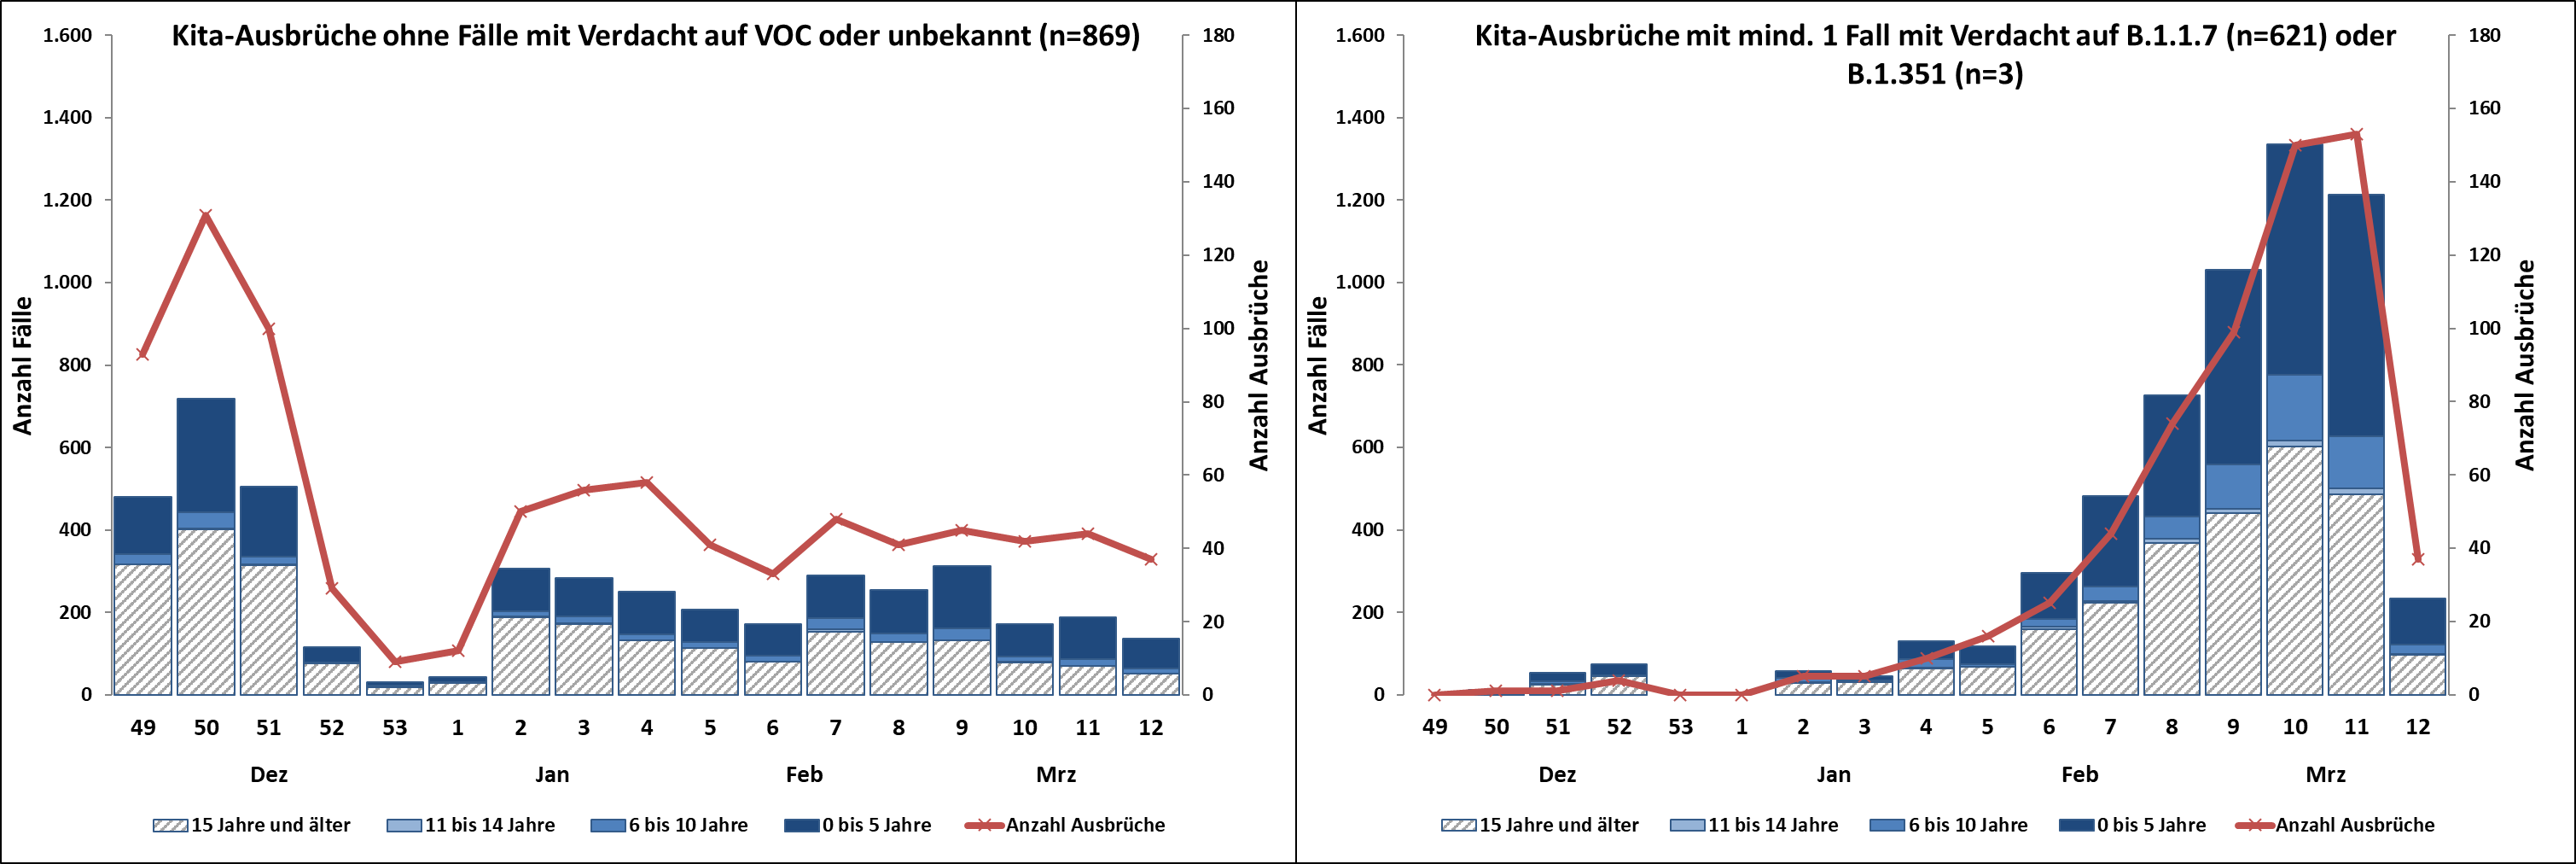 Kita-Ausbrüche ohne Fälle mit Verdacht auf VOC oder unbekannt (n=869)
Anzahl Fälle
1.600
1.400
1.200
1.000
800
600
400
200
0
180
160
140
120
100
80
60
40
20
0
Anzahl Ausbrüche
49 50 51 52 53 1 2 3 4 5 6 7 8 9 10 11 12
Dez Jan Feb Mrz
15 Jahre und älter 11 bis 14 Jahre 6 bis 10 Jahre 0 bis 5 Jahre Anzahl Ausbrüche
Kita-Ausbrüche mit mind. 1 Fall mit Verdacht auf B.1.1.7 (n=621) oder
B.1.351 (n=3)
Anzahl Fälle
1.600
1.400
1.200
1.000
800
600
400
200
0
180
160
140
120
100
80
60
40
20
0
Anzahl Ausbrüche
49 50 51 52 53 1 2 3 4 5 6 7 8 9 10 11 12
Dez Jan Feb Mrz
15 Jahre und älter 11 bis 14 Jahre 6 bis 10 Jahre 0 bis 5 Jahre Anzahl Ausbrüche